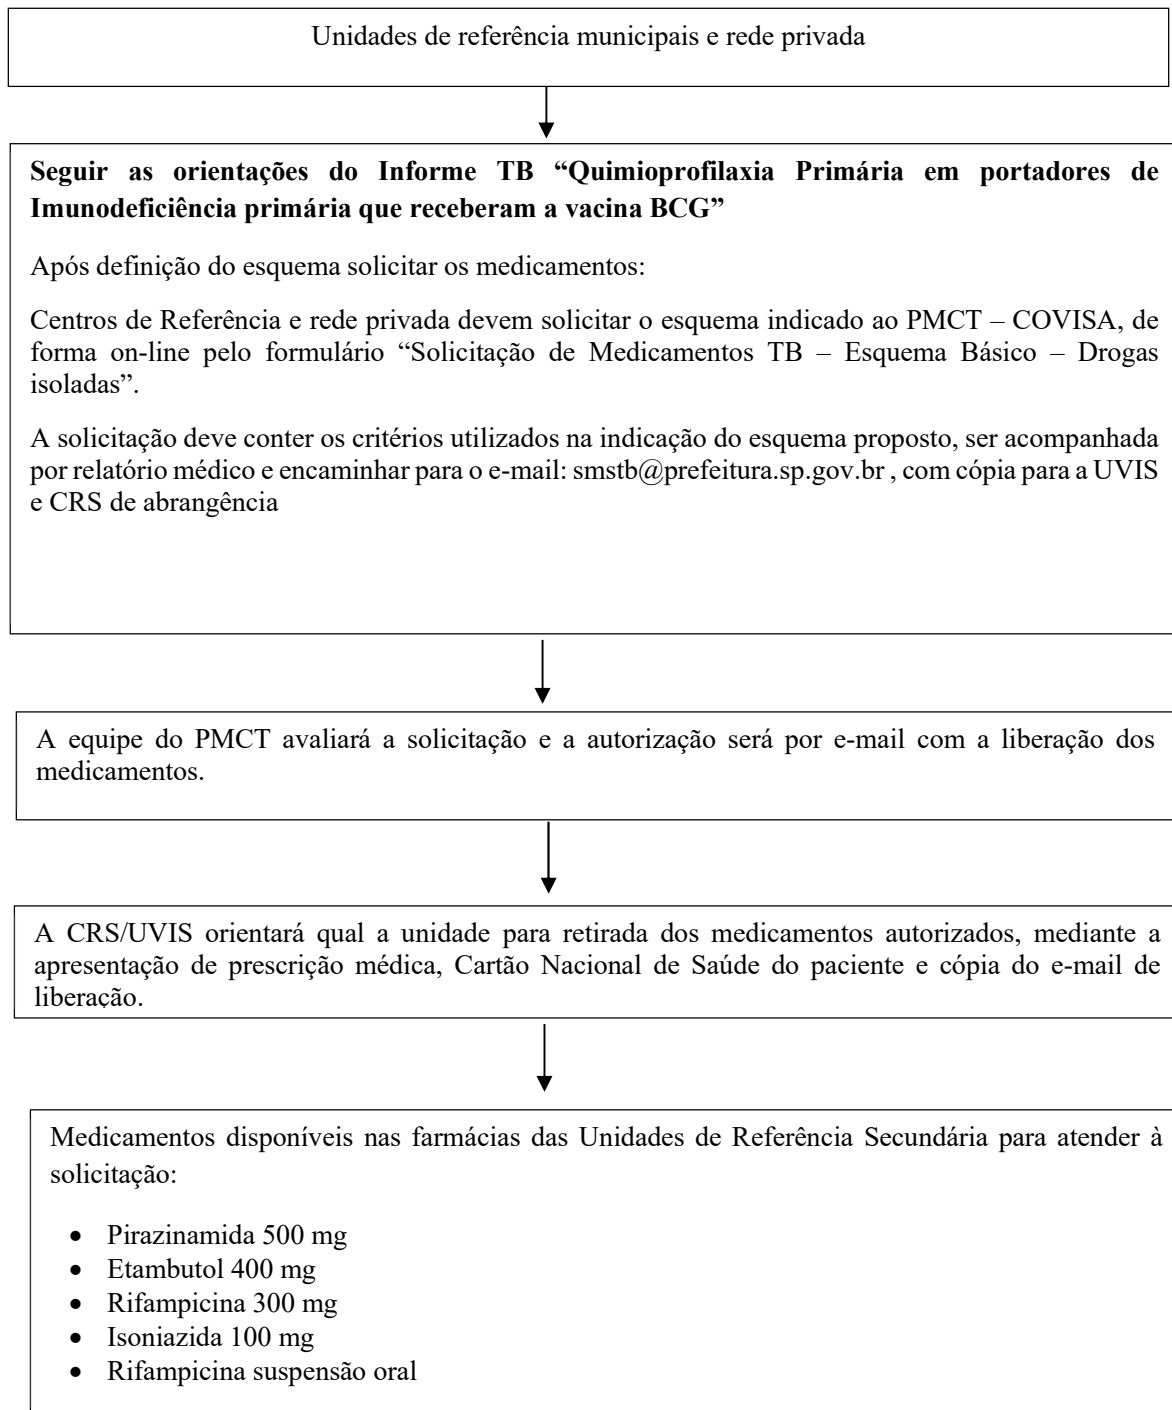 Unidades de referência municipais e rede privada
Seguir as orientações do Informe TB “Quimioprofilaxia Primária em portadores de
Imunodeficiência primária que receberam a vacina BCG”
Após definição do esquema solicitar os medicamentos:
Centros de Referência e rede privada devem solicitar o esquema indicado ao PMCT – COVISA, de
forma on-line pelo formulário “Solicitação de Medicamentos TB – Esquema Básico – Drogas
isoladas”.
A solicitação deve conter os critérios utilizados na indicação do esquema proposto, ser acompanhada
por relatório médico e encaminhar para o e-mail: smstb@prefeitura.sp.gov.br , com cópia para a UVIS
e CRS de abrangência
A equipe do PMCT avaliará a solicitação e a autorização será por e-mail com a liberação dos
medicamentos.
A CRS/UVIS orientará qual a unidade para retirada dos medicamentos autorizados, mediante a
apresentação de prescrição médica, Cartão Nacional de Saúde do paciente e cópia do e-mail de
liberação.
Medicamentos disponíveis nas farmácias das Unidades de Referência Secundária para atender à
solicitação:
• Pirazinamida 500 mg
• Etambutol 400 mg
• Rifampicina 300 mg
• Isoniazida 100 mg
• Rifampicina suspensão oral